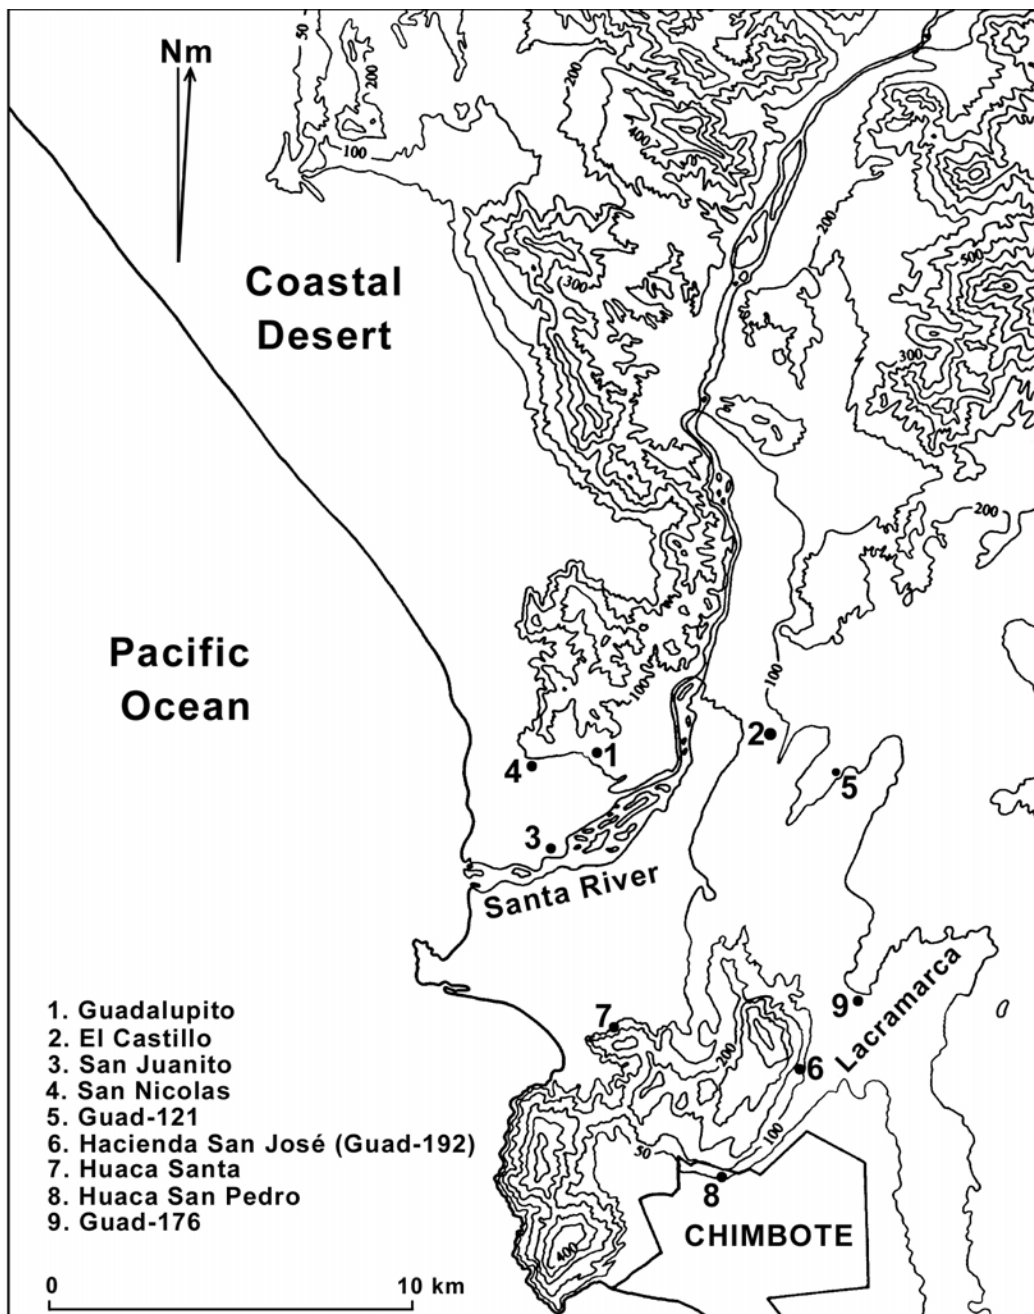 50
200
200
200
Nm
400
100
200
500
Coastal
Desert
300
300
200
Pacific
Ocean
100
100
2
1
4
5
3
Santa River
Lacramarca
9
7
200
6
100
50
8
CHIMBOTE
400
1. Guadalupito
2. El Castillo
3. San Juanito
4. San Nicolas
5. Guad-121
6. Hacienda San José (Guad-192)
7. Huaca Santa
8. Huaca San Pedro
9. Guad-176
0 10 km